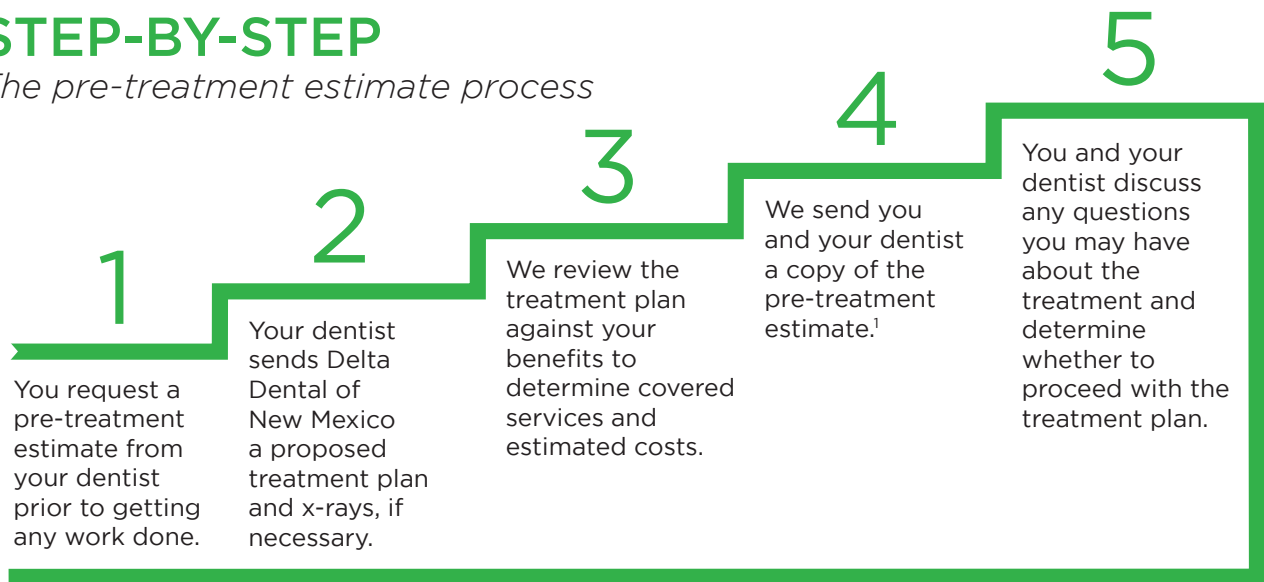 STEP-BY-STEP
The pre-treatment estimate process
1
You request a
pre-treatment
estimate from
your dentist
prior to getting
any work done.
2
Your dentist
sends Delta
Dental of
New Mexico
a proposed
treatment plan
and x-rays, if
necessary.
3
We review the
treatment plan
against your
benefits to
determine covered
services and
estimated costs.
4
We send you
and your dentist
a copy of the
pre-treatment
estimate.¹
5
You and your
dentist discuss
any questions
you may have
about the
treatment and
determine
whether to
proceed with the
treatment plan.